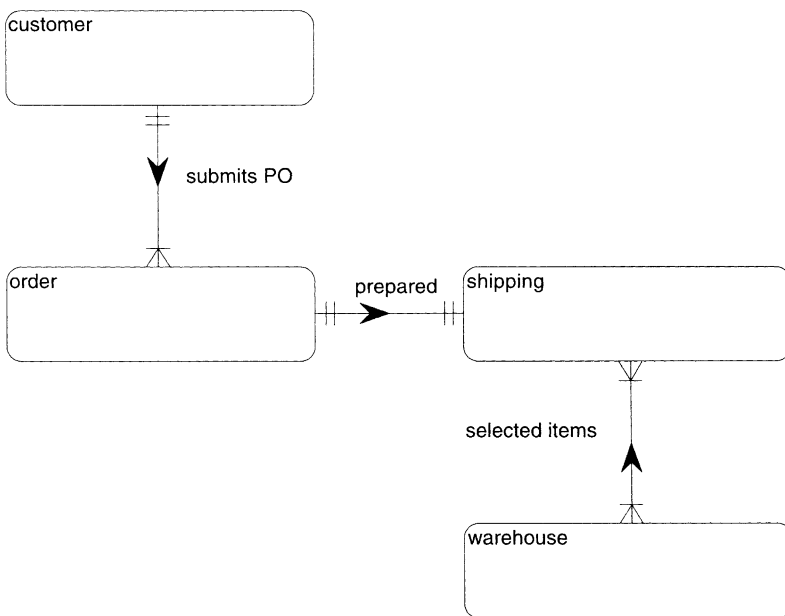 customer
submits PO
order
prepared
shipping
selected items
warehouse